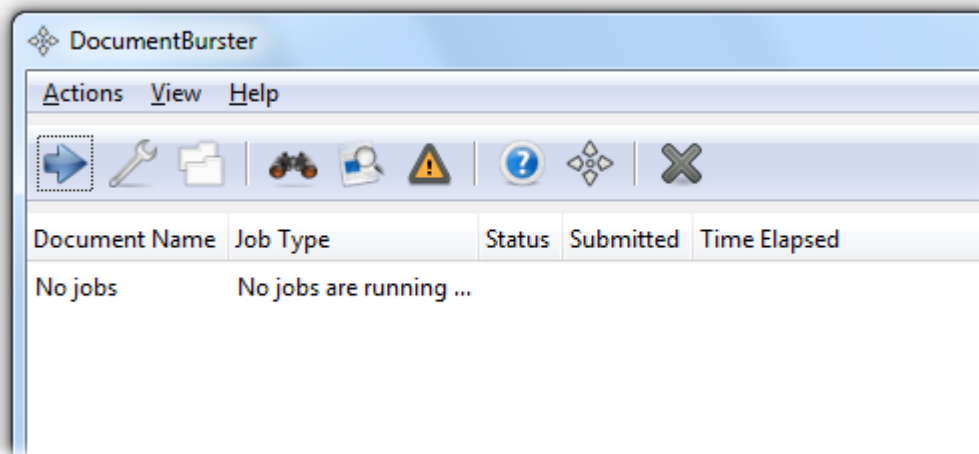 DocumentBurster
Actions View Help
Document Name Job Type Status Submitted Time Elapsed
No jobs No jobs are running ...